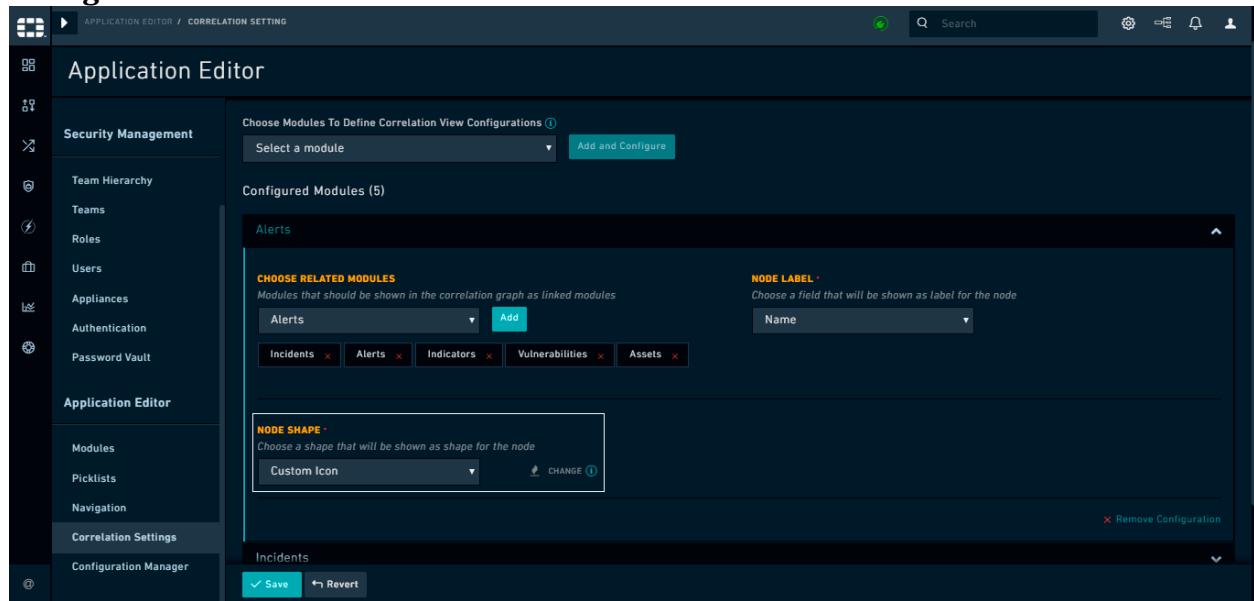 APPLICATION EDITOR / CORRELATION SETTING
Search
Application Editor
Security Management
Team Hierarchy
Teams
Roles
Users
Appliances
Authentication
Password Vault
Application Editor
Modules
Picklists
Navigation
Correlation Settings
Configuration Manager
@
Choose Modules To Define Correlation View Configurations
Select a module
Add and Configure
Configured Modules (5)
Alerts
CHOOSE RELATED MODULES
Modules that should be shown in the correlation graph as linked modules
Alerts
Add
Incidents × Alerts × Indicators × Vulnerabilities × Assets ×
NODE LABEL
Choose a field that will be shown as label for the node
Name
NODE SHAPE
Choose a shape that will be shown as shape for the node
Custom Icon
CHANGE
× Remove Configuration
Incidents
Save
Revert